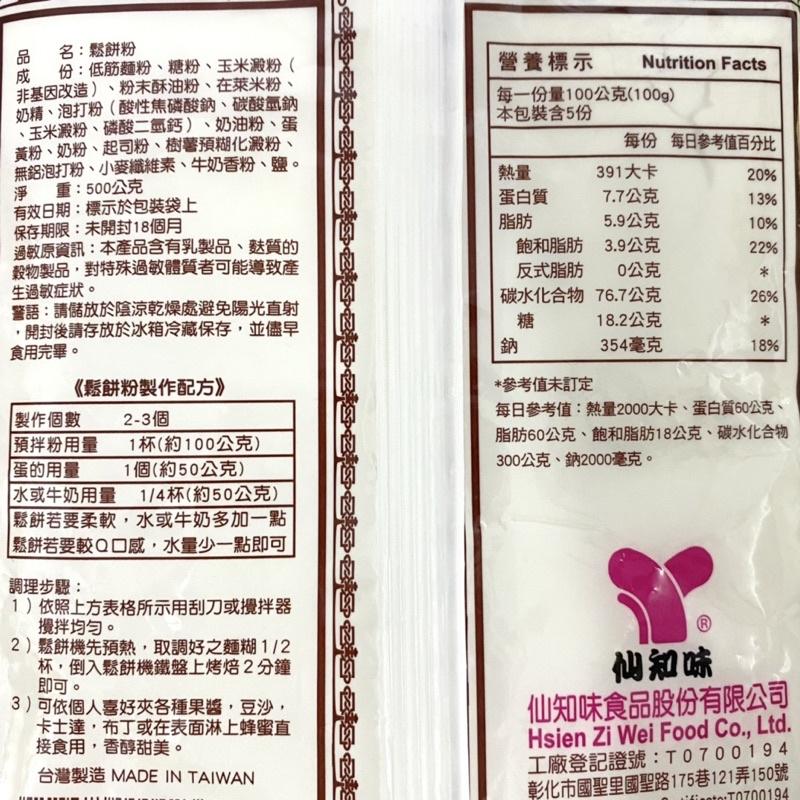 品　　名：鬆餅粉
成　　份：低筋麵粉、糖粉、玉米澱粉（
非基因改造）、粉末酥油粉、在萊米粉、
奶精、泡打粉（酸性焦磷酸鈉、碳酸氫鈉
、玉米澱粉、磷酸二氫鈣）、奶油粉、蛋
黃粉、奶粉、起司粉、樹薯預糊化澱粉、
無鋁泡打粉、小麥纖維素、牛奶香粉、鹽。
淨　　重：500公克
有效日期：標示於包裝袋上
保存期限：未開封18個月
過敏原資訊：本產品含有乳製品、麩質的
穀物製品，對特殊過敏體質者可能導致產
生過敏症狀。
警語：請儲放於陰涼乾燥處避免陽光直射
，開封後請存放於冰箱冷藏保存，並儘早
食用完畢。
《鬆餅粉製作配方》
製作個數　2-3個
預拌粉用量　1杯(約100公克)
蛋的用量　1個(約50公克)
水或牛奶用量　1/4杯(約50公克)
鬆餅若要柔軟，水或牛奶多加一點
鬆餅若要較Q口感，水量少一點即可
調理步驟：
1）依照上方表格所示用刮刀或攪拌器
攪拌均勻。
2）鬆餅機先預熱，取調好之麵糊1/2
杯，倒入鬆餅機鐵盤上烤焙2分鐘
即可。
3）可依個人喜好夾各種果醬，豆沙，
卡士達，布丁或在表面淋上蜂蜜直
接食用，香醇甜美。
台灣製造 MADE IN TAIWAN
營養標示　Nutrition Facts
每一份量100公克(100g)
本包裝含5份
每份　每日參考值百分比
熱量　391大卡　20%
蛋白質　7.7公克　13%
脂肪　5.9公克　10%
飽和脂肪　3.9公克　22%
反式脂肪　0公克　*
碳水化合物　76.7公克　26%
糖　18.2公克　*
鈉　354毫克　18%
*參考值未訂定
每日參考值：熱量2000大卡、蛋白質60公克、
脂肪60公克、飽和脂肪18公克、碳水化合物
300公克、鈉2000毫克。
®
仙知味
仙知味食品股份有限公司
Hsien Zi Wei Food Co., Ltd.
工廠登記證號：T0700194
彰化市國聖里國聖路175巷121弄150號
T0700194